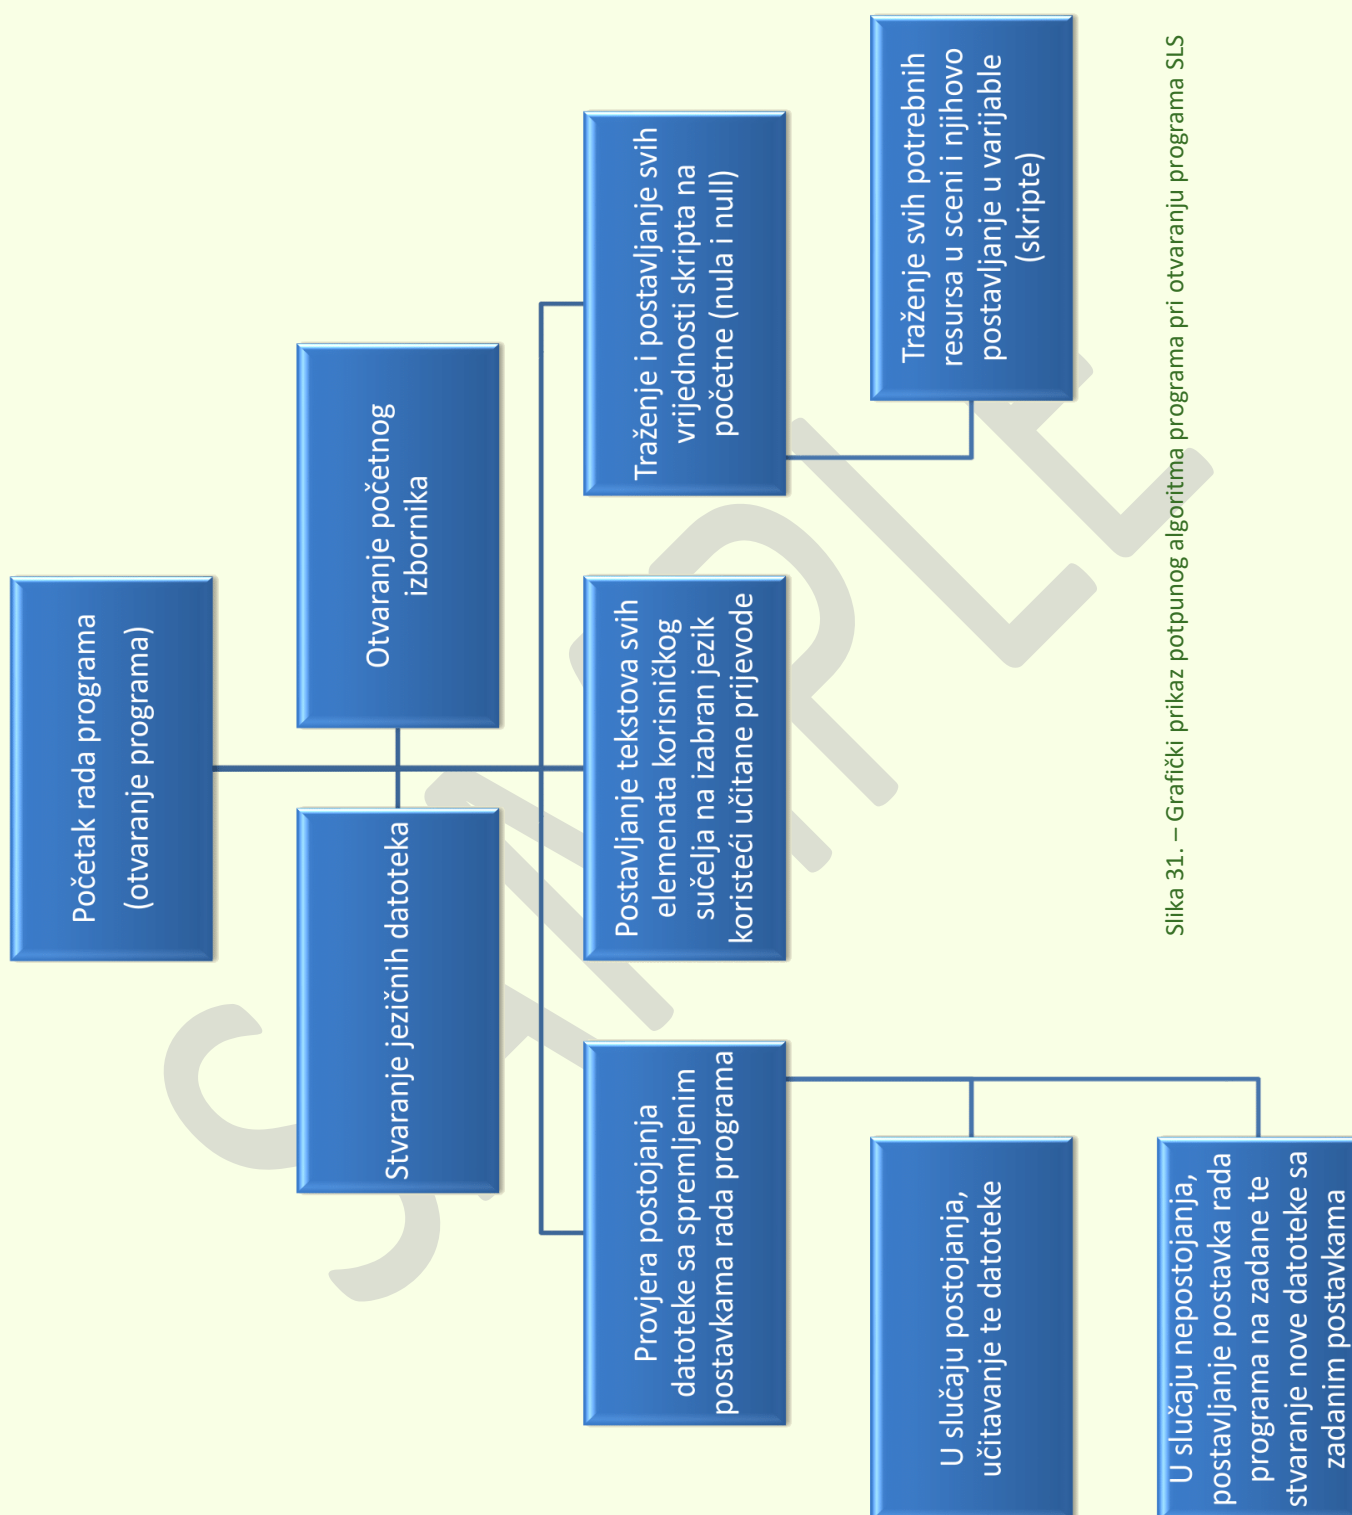 Početak rada programa
(otvaranje programa)
Stvaranje jezičnih datoteka
Otvaranje početnog
izbornika
Provjera postojanja
datoteke sa spremljenim
postavkama rada programa
Postavljanje tekstova svih
elemenata korisničkog
sučelja na izabran jezik
koristeći učitane prijevode
Traženje i postavljanje svih
vrijednosti skripta na
početne (nula i null)
U slučaju postojanja,
učitavanje te datoteke
Traženje svih potrebnih
resursa u sceni i njihovo
postavljanje u varijable
(skripte)
U slučaju nepostojanja,
postavljanje postavka rada
programa na zadane te
stvaranje nove datoteke sa
zadanim postavkama
Slika 31. – Grafički prikaz potpunog algoritma programa pri otvaranju programa SLS
SAMPLE